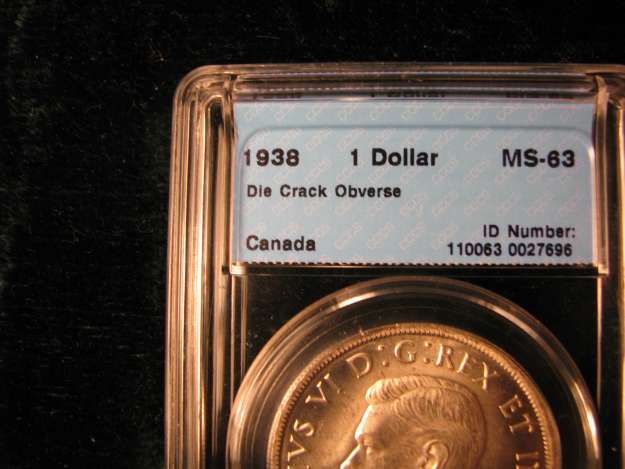 1938 1 Dollar MS-63
Die Crack Obverse
Canada
ID Number:
110063 0027696
VS VI D:G:REX ET I